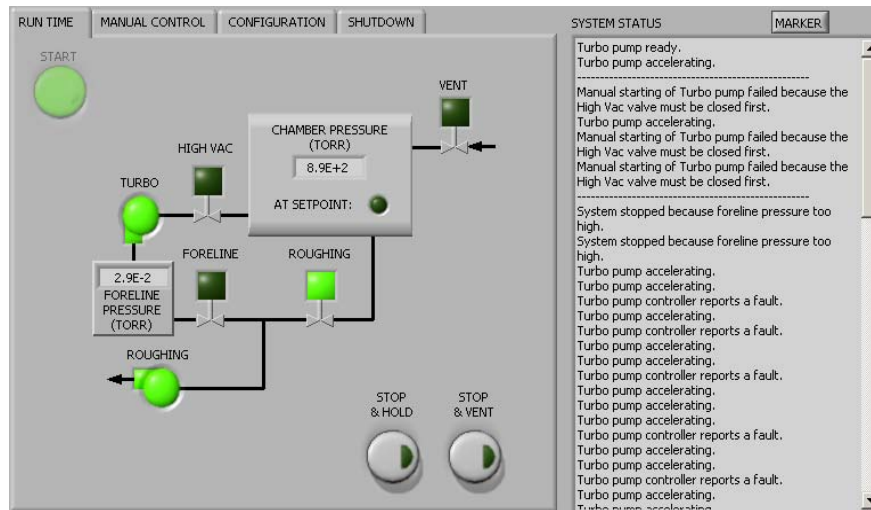 RUN TIME
MANUAL CONTROL
CONFIGURATION
SHUTDOWN
START
VENT
CHAMBER PRESSURE
(TORR)
8.9E+2
AT SETPOINT:
HIGH VAC
TURBO
FORELINE
ROUGHING
2.9E-2
FORELINE
PRESSURE
(TORR)
ROUGHING
STOP
& HOLD
STOP
& VENT
SYSTEM STATUS
MARKER
Turbo pump ready.
Turbo pump accelerating.
--------------------------------------------------
Manual starting of Turbo pump failed because the
High Vac valve must be closed first.
Turbo pump accelerating.
Manual starting of Turbo pump failed because the
High Vac valve must be closed first.
Manual starting of Turbo pump failed because the
High Vac valve must be closed first.
--------------------------------------------------
System stopped because foreline pressure too
high.
System stopped because foreline pressure too
high.
Turbo pump accelerating.
Turbo pump accelerating.
Turbo pump controller reports a fault.
Turbo pump accelerating.
Turbo pump controller reports a fault.
Turbo pump accelerating.
Turbo pump accelerating.
Turbo pump controller reports a fault.
Turbo pump accelerating.
Turbo pump accelerating.
Turbo pump accelerating.
Turbo pump controller reports a fault.
Turbo pump accelerating.
Turbo pump accelerating.
Turbo pump controller reports a fault.
Turbo pump accelerating.
Turbo pump accelerating.